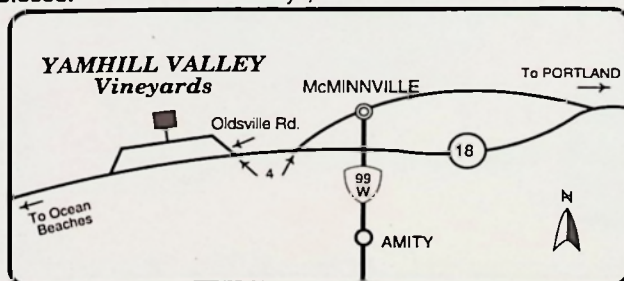 YAMHILL VALLEY
Vineyards
McMINNVILLE
To PORTLAND
Oldsville Rd.
4
18
99
W
To Ocean
Beaches
AMITY
N